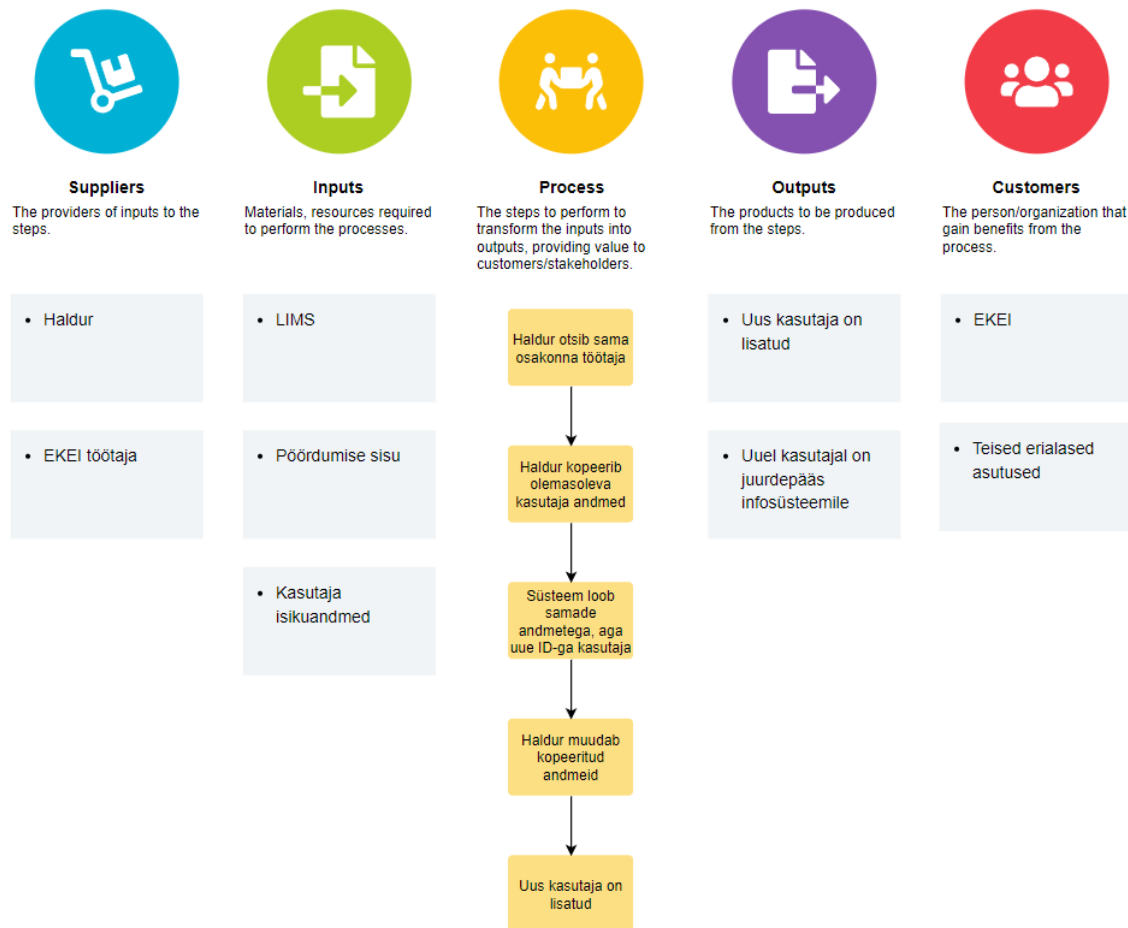 Suppliers
The providers of inputs to the
steps.
Inputs
Materials, resources required
to perform the processes.
Process
The steps to perform to
transform the inputs into
outputs, providing value to
customers/stakeholders.
Outputs
The products to be produced
from the steps.
Customers
The person/organization that
gain benefits from the
process.
• Haldur
• EKEI töötaja
• LIMS
• Pöördumise sisu
• Kasutaja
isikuandmed
Haldur otsib sama
osakonna töötaja
Haldur kopeerib
olemasoleva
kasutaja andmed
Süsteem loob
samade
andmetega, aga
uue ID-ga kasutaja
Haldur muudab
kopeeritud
andmeid
Uus kasutaja on
lisatud
• Uus kasutaja on
lisatud
• Uuel kasutajal on
juurdepääs
infosüsteemile
• EKEI
• Teised erialased
asutused